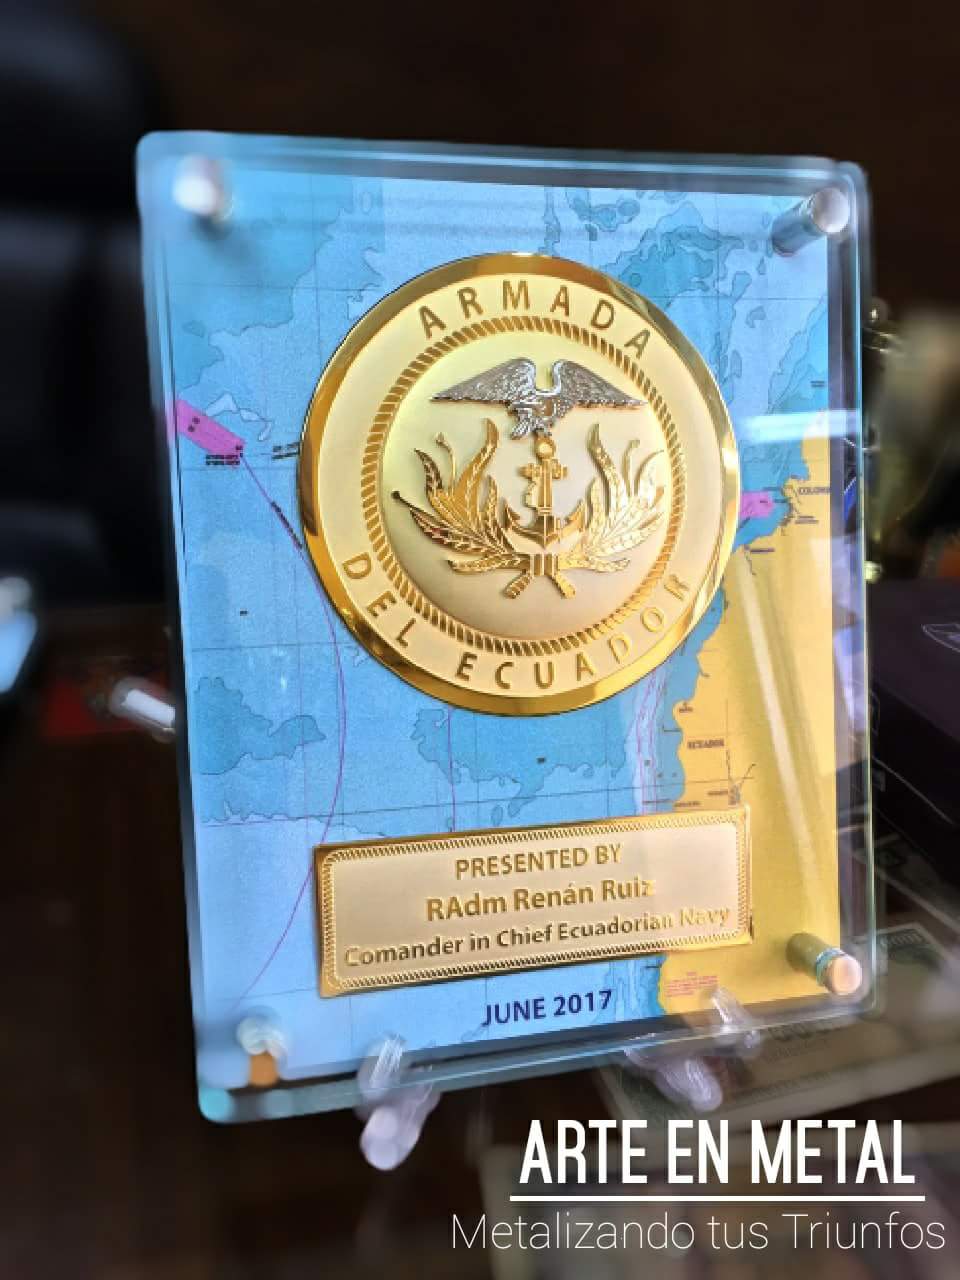 ARMADA
DEL ECUADOR
ECUADOR
PRESENTED BY
RAdm Renán Ruiz
Comander in Chief Ecuadorian Navy
JUNE 2017
ARTE EN METAL
Metalizando tus Triunfos